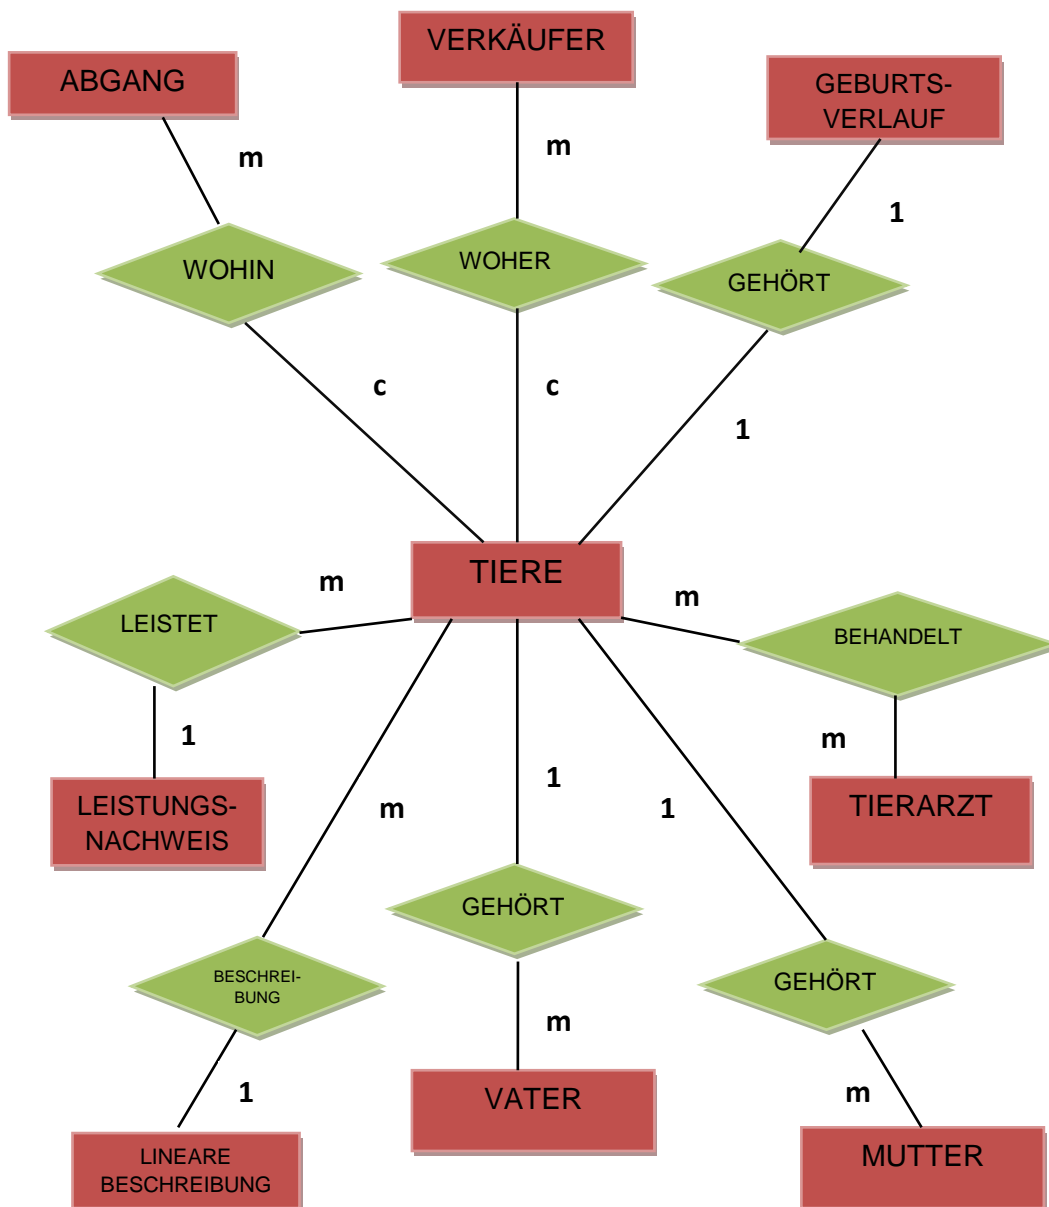 VERKÄUFER
ABGANG
GEBURTS-
VERLAUF
m
m
1
WOHIN
WOHER
GEHÖRT
c
c
1
TIERE
m
m
LEISTET
BEHANDELT
1
m
1
m
1
LEISTUNGS-
NACHWEIS
TIERARZT
GEHÖRT
BESCHREI-
BUNG
GEHÖRT
m
1
m
VATER
LINEARE
BESCHREIBUNG
MUTTER